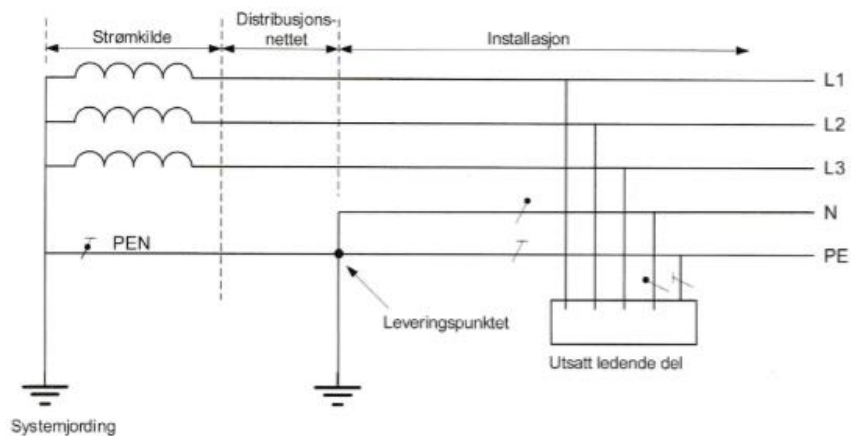 Strømkilde
Distribusjons-
nettet
Installasjon
L1
L2
L3
N
PEN
PE
Leveringspunktet
Utsatt ledende del
Systemjording